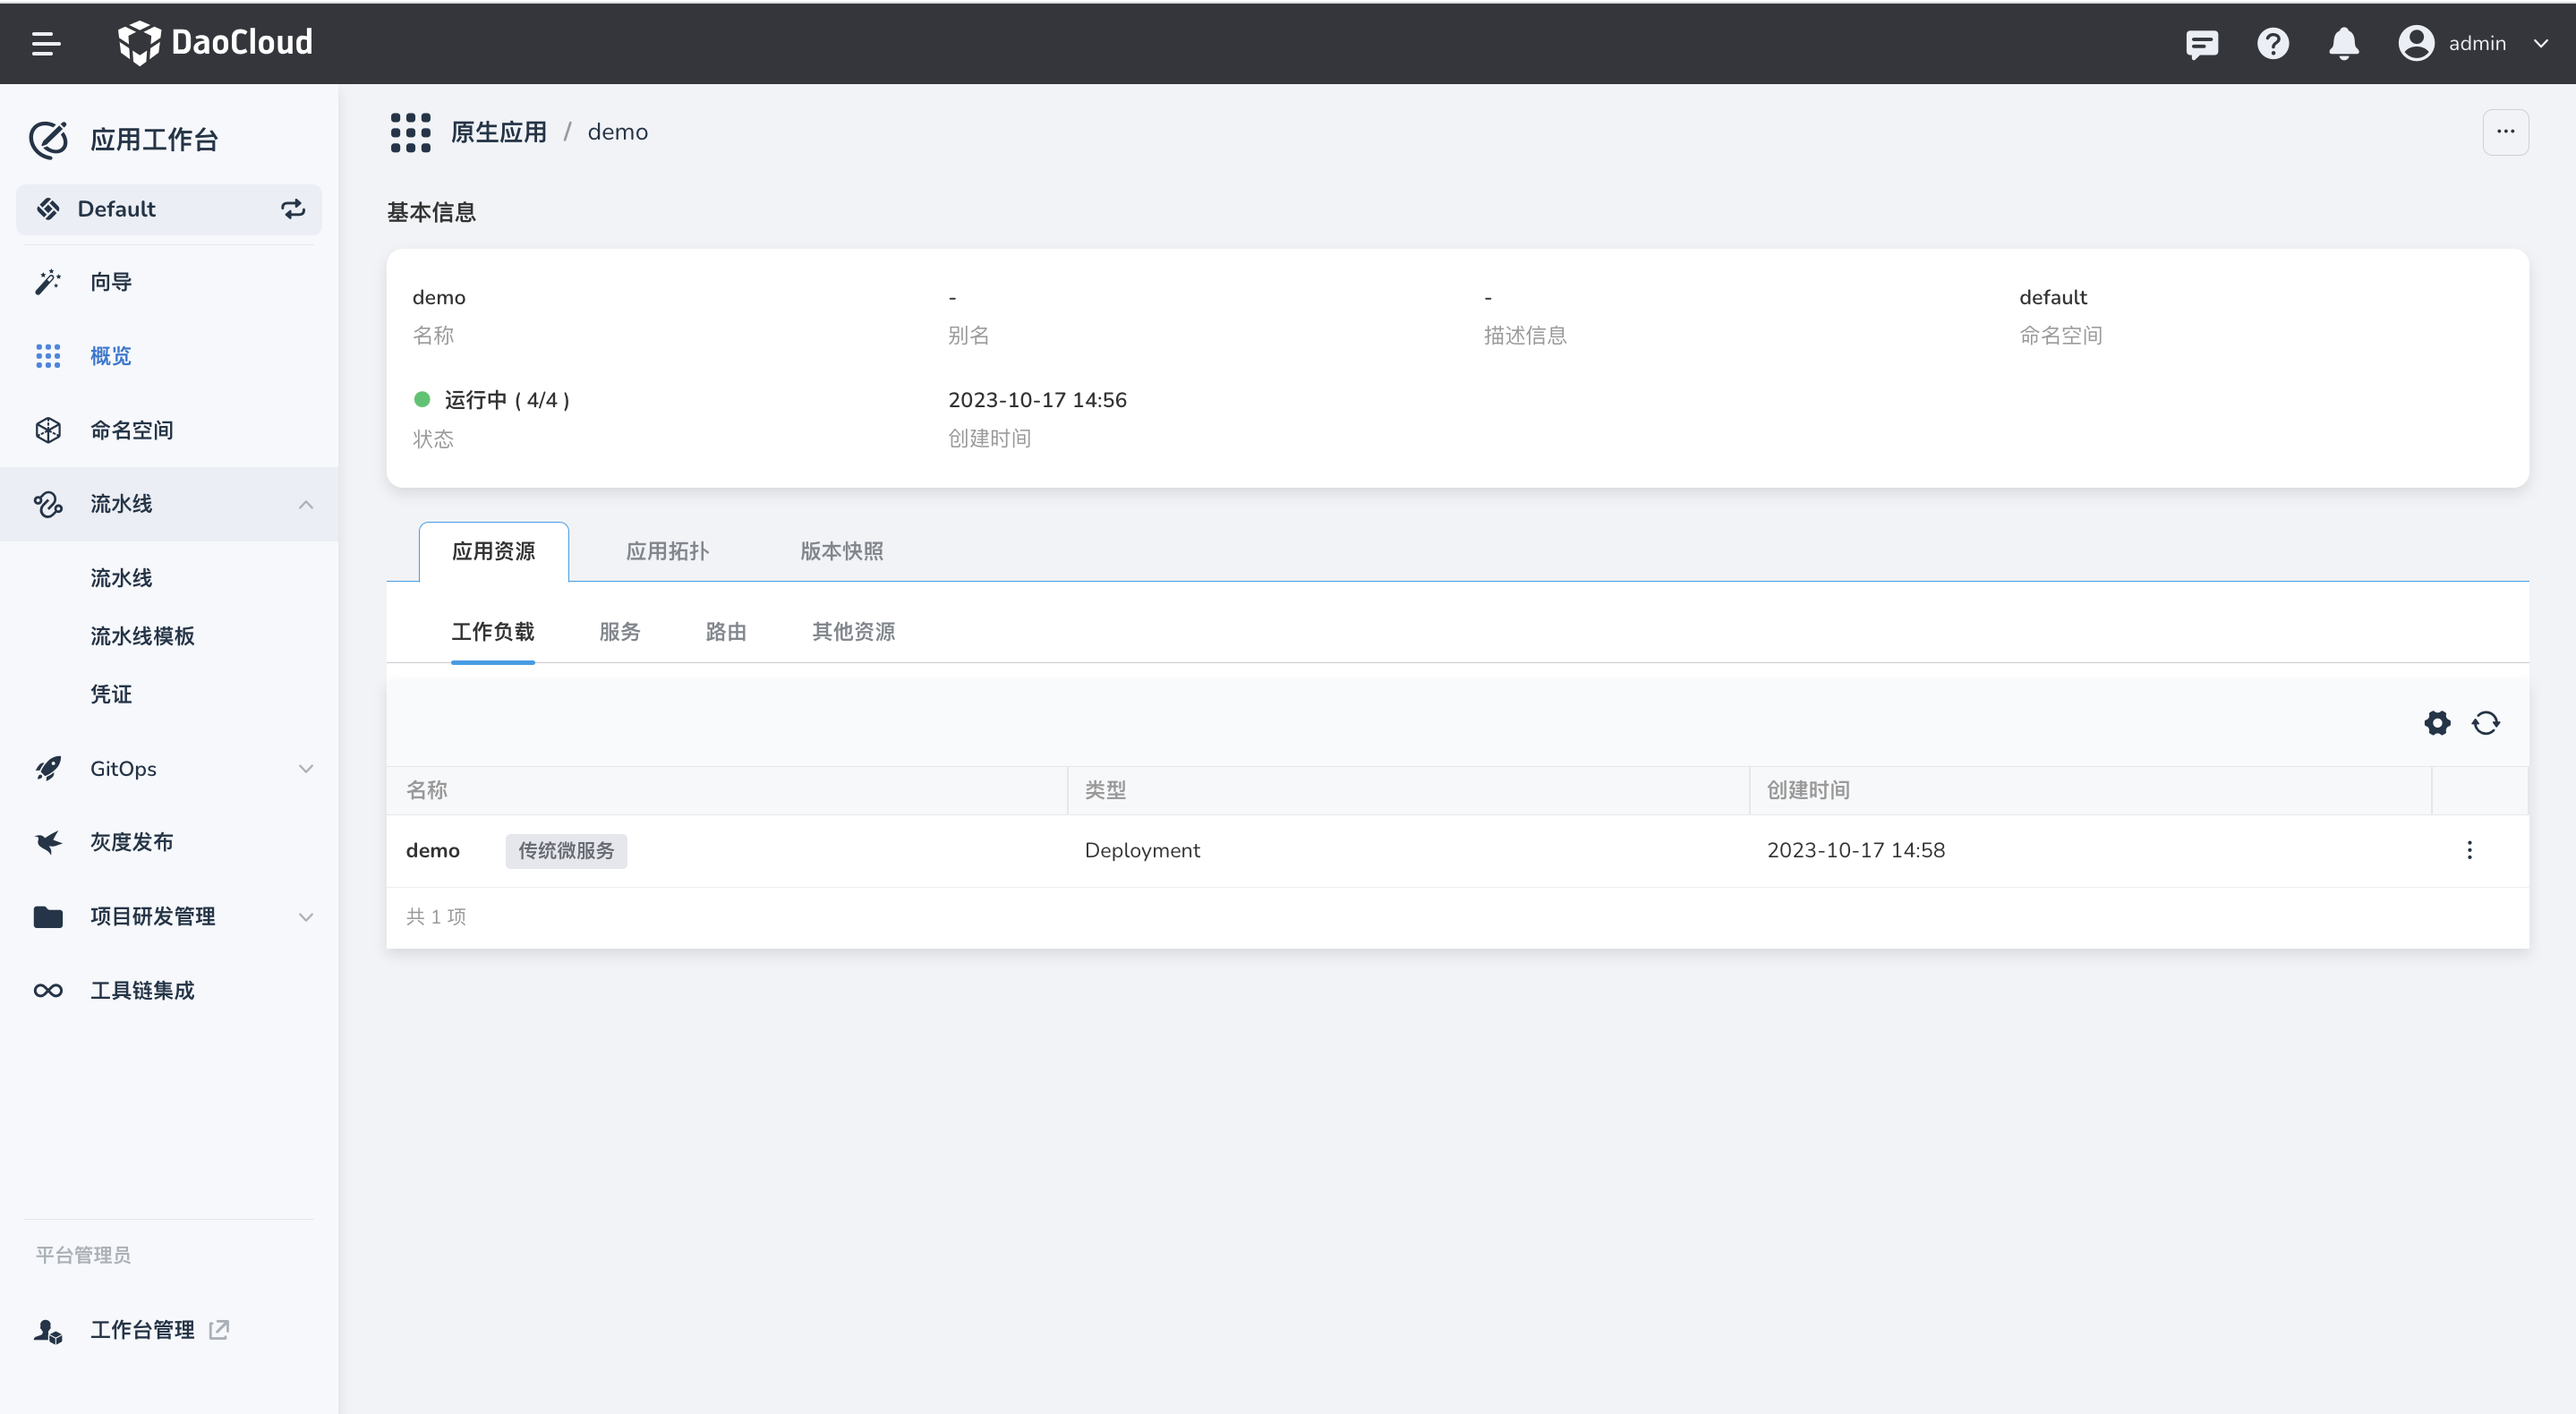 DaoCloud
admin
应用工作台
Default
向导
概览
命名空间
流水线
流水线
流水线模板
凭证
GitOps
灰度发布
项目研发管理
工具链集成
平台管理员
工作台管理
原生应用 / demo
基本信息
demo
名称
-
别名
-
描述信息
default
命名空间
运行中 ( 4/4 )
状态
2023-10-17 14:56
创建时间
应用资源 应用拓扑 版本快照
工作负载 服务 路由 其他资源
名称 类型 创建时间
demo 传统微服务 Deployment 2023-10-17 14:58
共 1 项